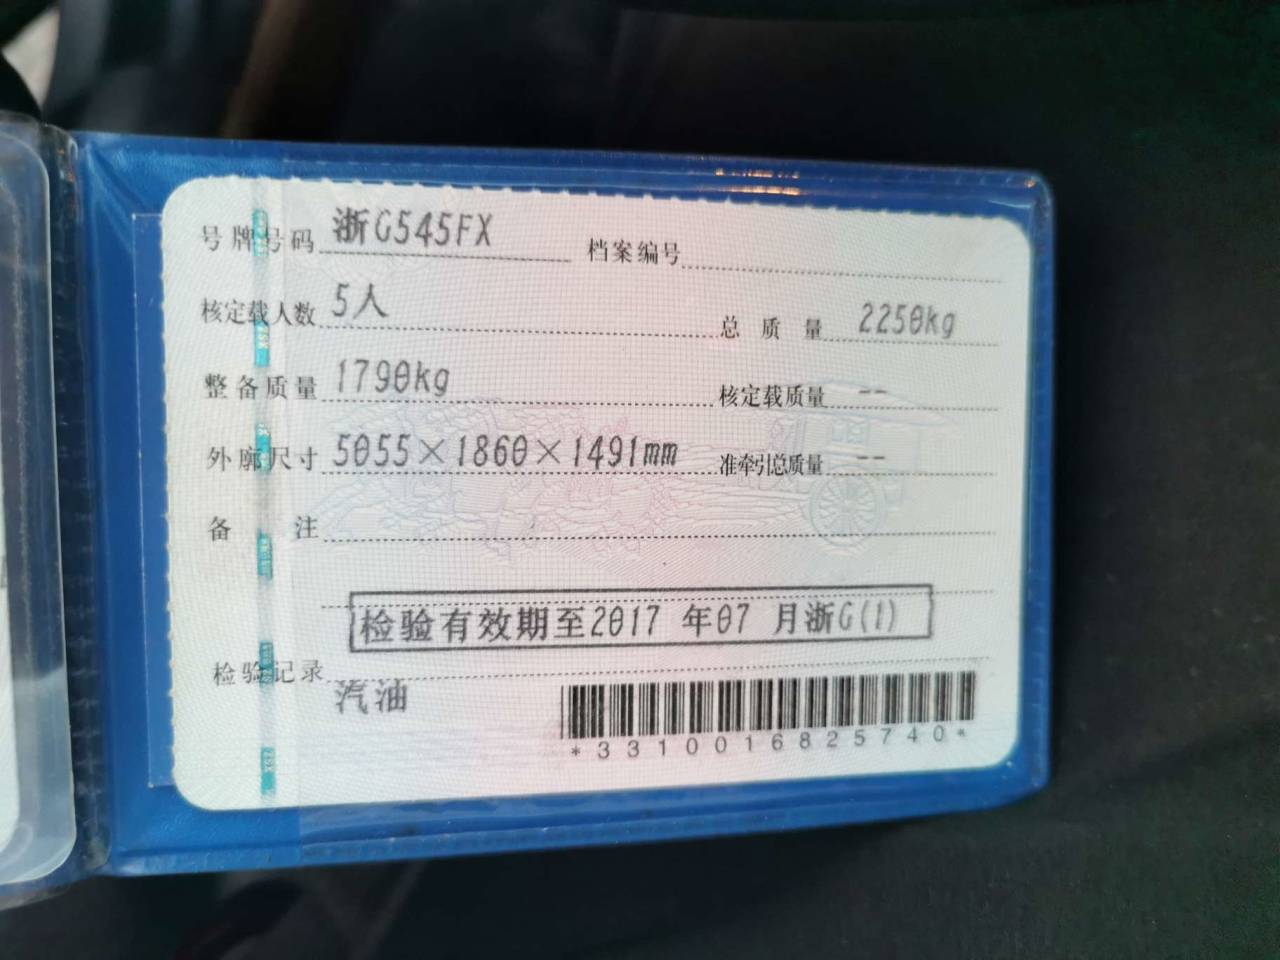 号牌号码 浙G545FX 档案编号
核定载人数 5人 总质量 2250kg
整备质量 1790kg 核定载质量 --
外廓尺寸 5055×1860×1491mm 准牵引总质量 --
备注
检验有效期至2017 年07 月浙G(1)
检验记录
汽油
*3310016825740*